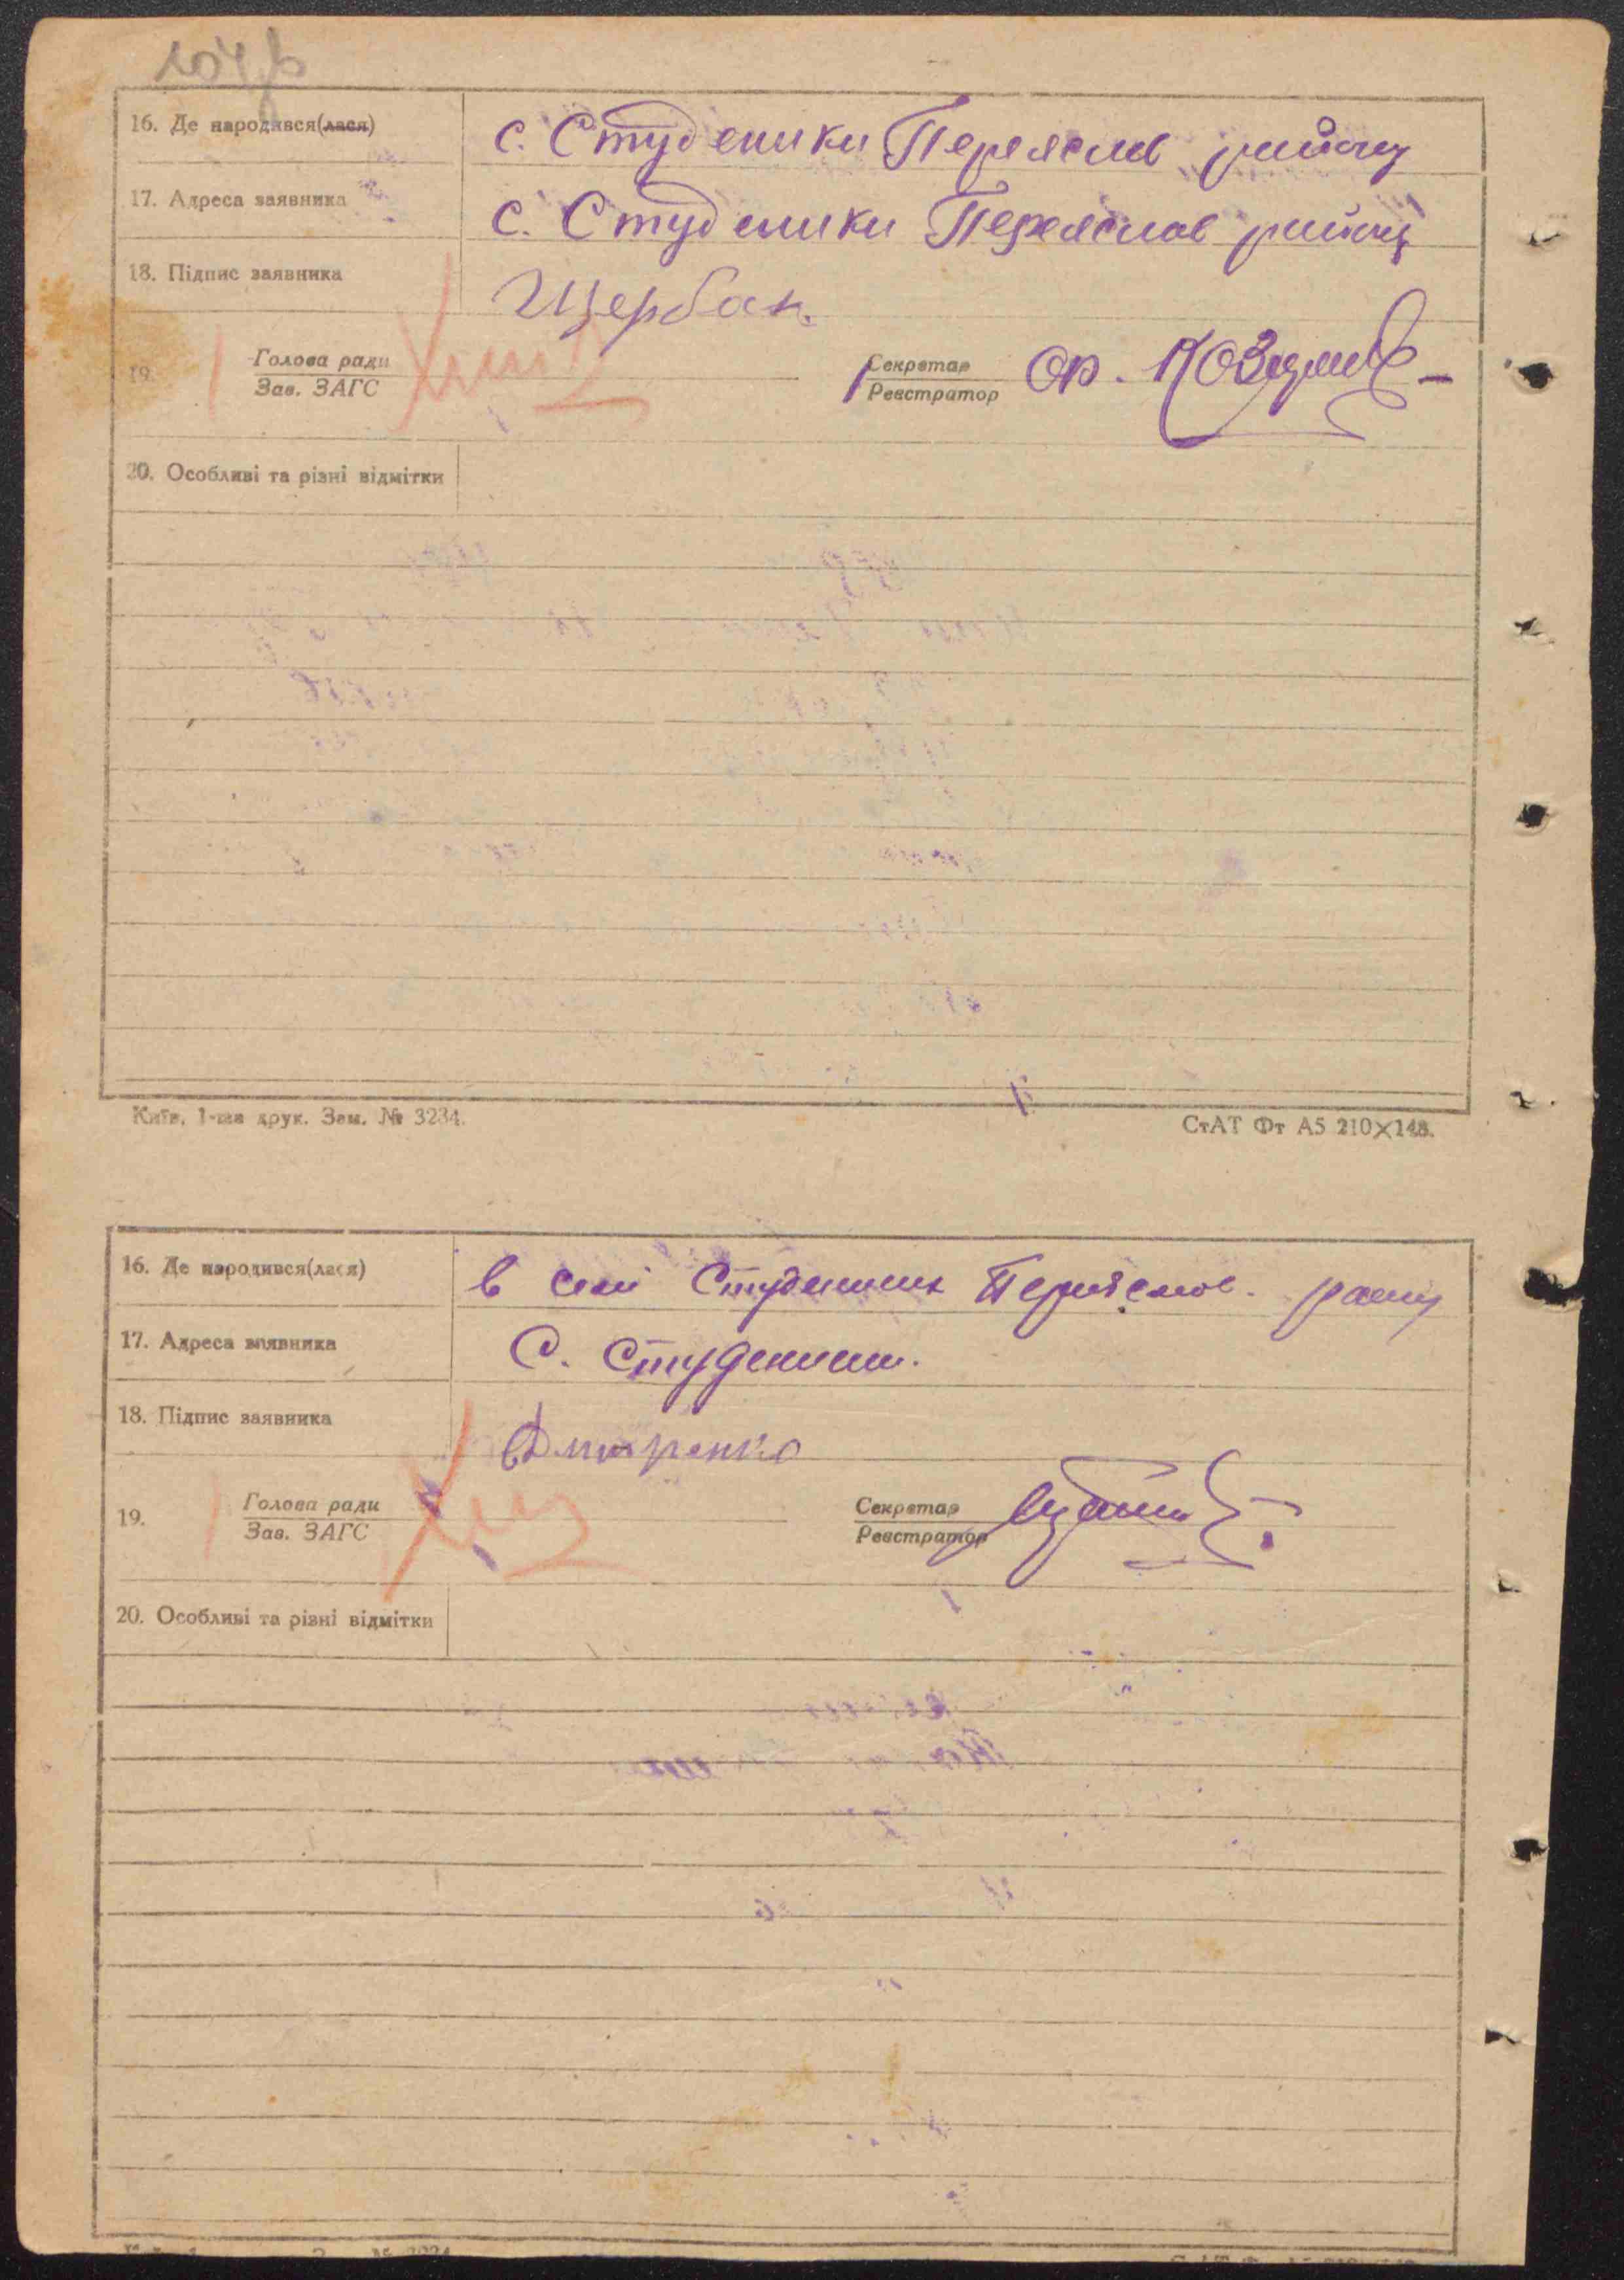 16. Де народився(лася) с. Студеники Переяслав району
17. Адреса заявника с. Студеники Переяслав району
18. Підпис заявника Щербак.
19. Голова ради Секретар
Зав. ЗАГС Реєстратор
20. Особливі та різні відмітки
Київ, 1-ша друк. Зам. № 3234. СтАТ Фт А5 210×148.
16. Де народився(лася) в селі Студениках Переяслов. району
17. Адреса заявника С. Студеники.
18. Підпис заявника Дмитренко
19. Голова ради Секретар
Зав. ЗАГС Реєстратор
20. Особливі та різні відмітки